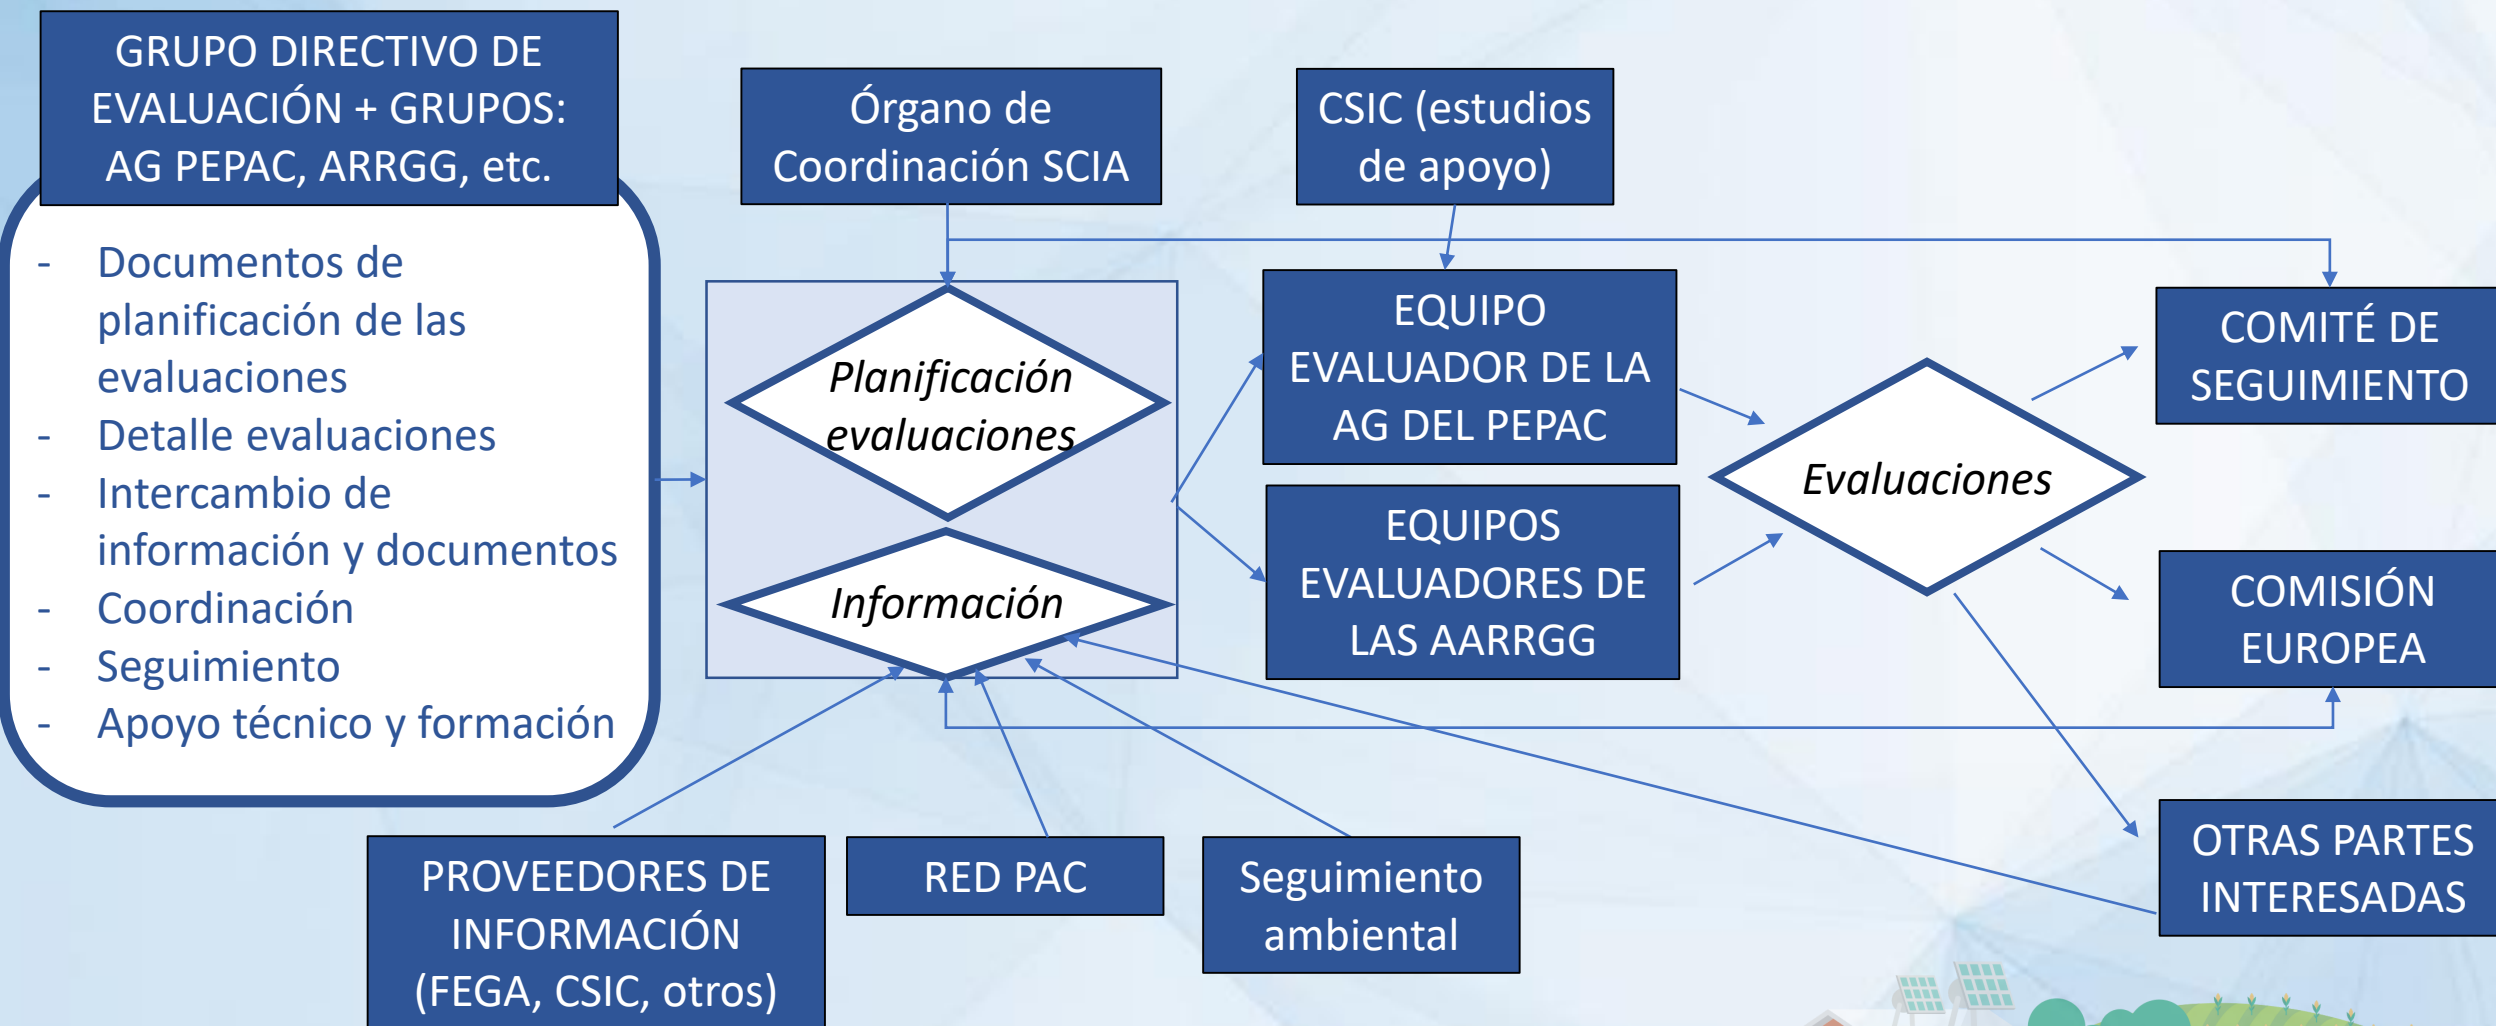 GRUPO DIRECTIVO DE
EVALUACIÓN + GRUPOS:
AG PEPAC, ARRGG, etc.
- Documentos de
planificación de las
evaluaciones
- Detalle evaluaciones
- Intercambio de
información y documentos
- Coordinación
- Seguimiento
- Apoyo técnico y formación
Órgano de
Coordinación SCIA
CSIC (estudios
de apoyo)
Planificación
evaluaciones
Información
EQUIPO
EVALUADOR DE LA
AG DEL PEPAC
EQUIPOS
EVALUADORES DE
LAS AARRGG
Evaluaciones
COMITÉ DE
SEGUIMIENTO
COMISIÓN
EUROPEA
OTRAS PARTES
INTERESADAS
PROVEEDORES DE
INFORMACIÓN
(FEGA, CSIC, otros)
RED PAC
Seguimiento
ambiental